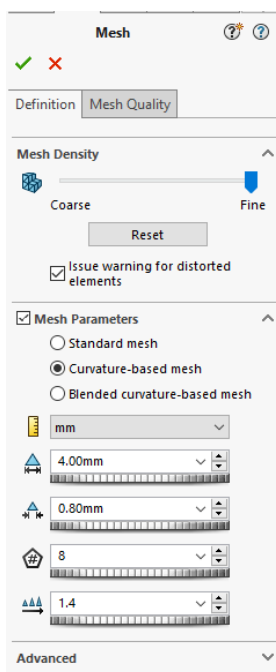 Mesh
Definition
Mesh Quality
Mesh Density
Coarse
Fine
Reset
Issue warning for distorted
elements
Mesh Parameters
Standard mesh
Curvature-based mesh
Blended curvature-based mesh
mm
4.00mm
0.80mm
8
1.4
Advanced